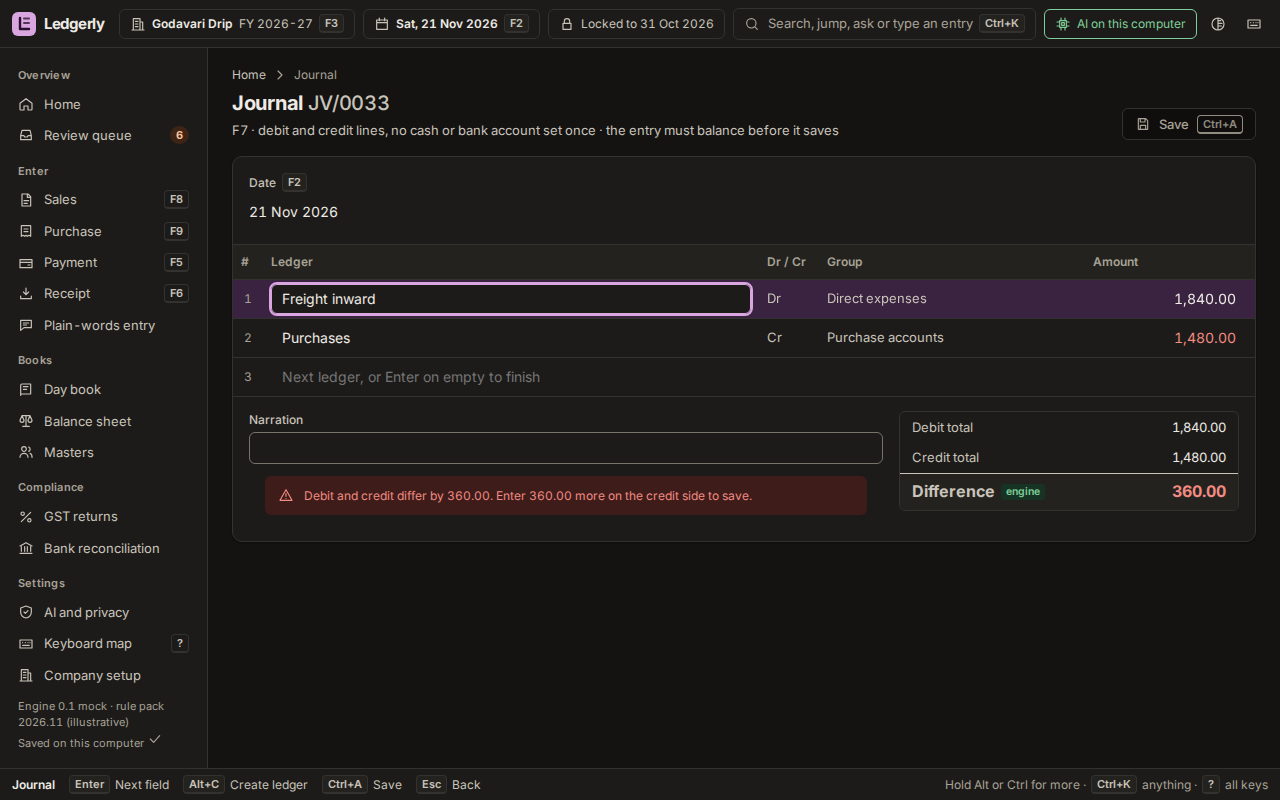 Ledgerly
Godavari Drip FY 2026-27 F3
Sat, 21 Nov 2026 F2
Locked to 31 Oct 2026
Search, jump, ask or type an entry Ctrl+K
AI on this computer
Overview
Home
Review queue 6
Enter
Sales F8
Purchase F9
Payment F5
Receipt F6
Plain-words entry
Books
Day book
Balance sheet
Masters
Compliance
GST returns
Bank reconciliation
Settings
AI and privacy
Keyboard map ?
Company setup
Engine 0.1 mock · rule pack
2026.11 (illustrative)
Saved on this computer
Home Journal
Journal JV/0033
F7 · debit and credit lines, no cash or bank account set once · the entry must balance before it saves
Save Ctrl+A
Date F2
21 Nov 2026
# Ledger Dr / Cr Group Amount
1 Freight inward Dr Direct expenses 1,840.00
2 Purchases Cr Purchase accounts 1,480.00
3 Next ledger, or Enter on empty to finish
Narration
Debit and credit differ by 360.00. Enter 360.00 more on the credit side to save.
Debit total 1,840.00
Credit total 1,480.00
Difference engine 360.00
Journal Enter Next field Alt+C Create ledger Ctrl+A Save Esc Back
Hold Alt or Ctrl for more · Ctrl+K anything · ? all keys